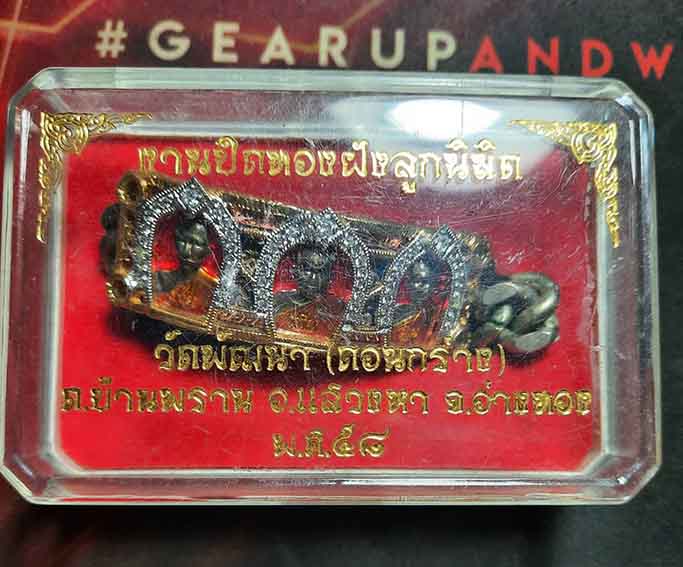 #GEARUPANDW
งานปิดทองฝังลูกนิมิต
วัดพัฒนา (ดอนกร่าง)
ต.บ้านพราน อ.แสวงหา จ.อ่างทอง
พ.ศ.๕๘